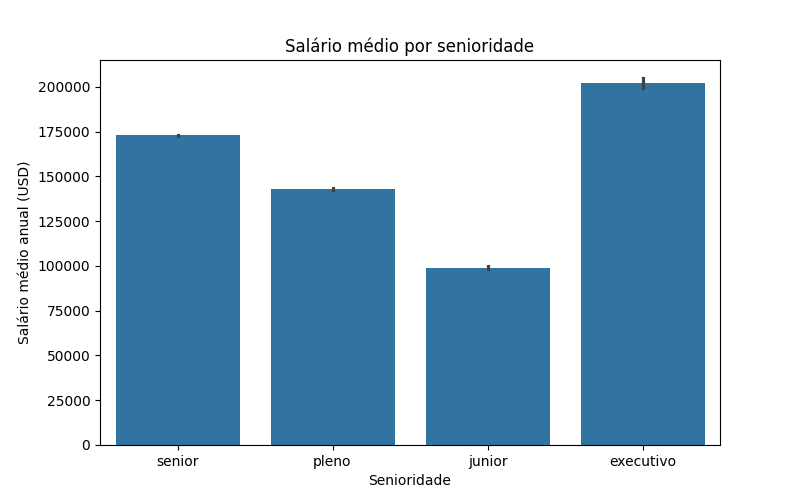 Salário médio por senioridade
Salário médio anual (USD)
200000
175000
150000
125000
100000
75000
50000
25000
0
senior pleno junior executivo
Senioridade